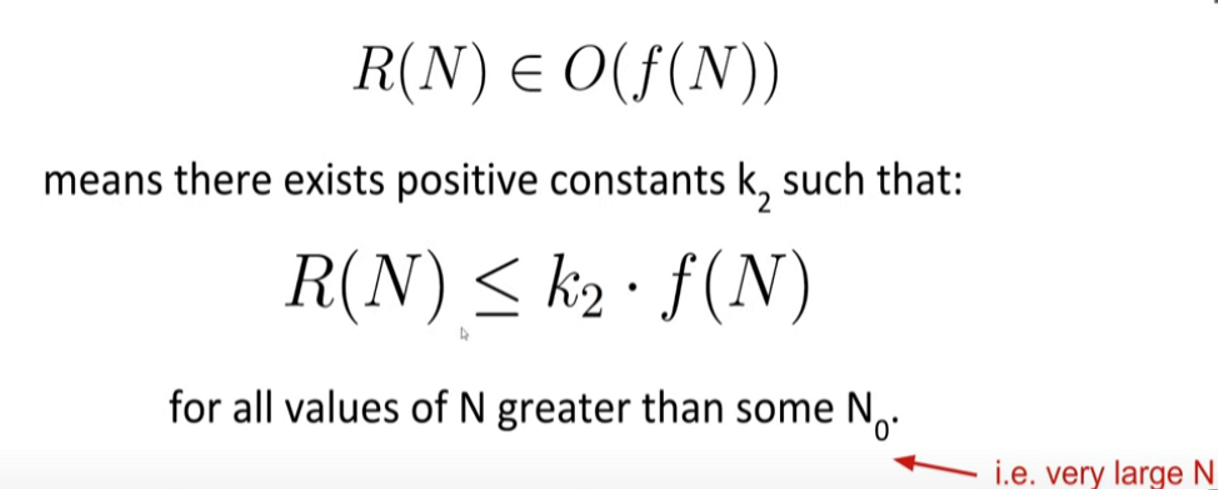 R(N) ∈ O(f(N))
means there exists positive constants k₂ such that:
R(N) ≤ k₂ · f(N)
for all values of N greater than some N₀.
i.e. very large N